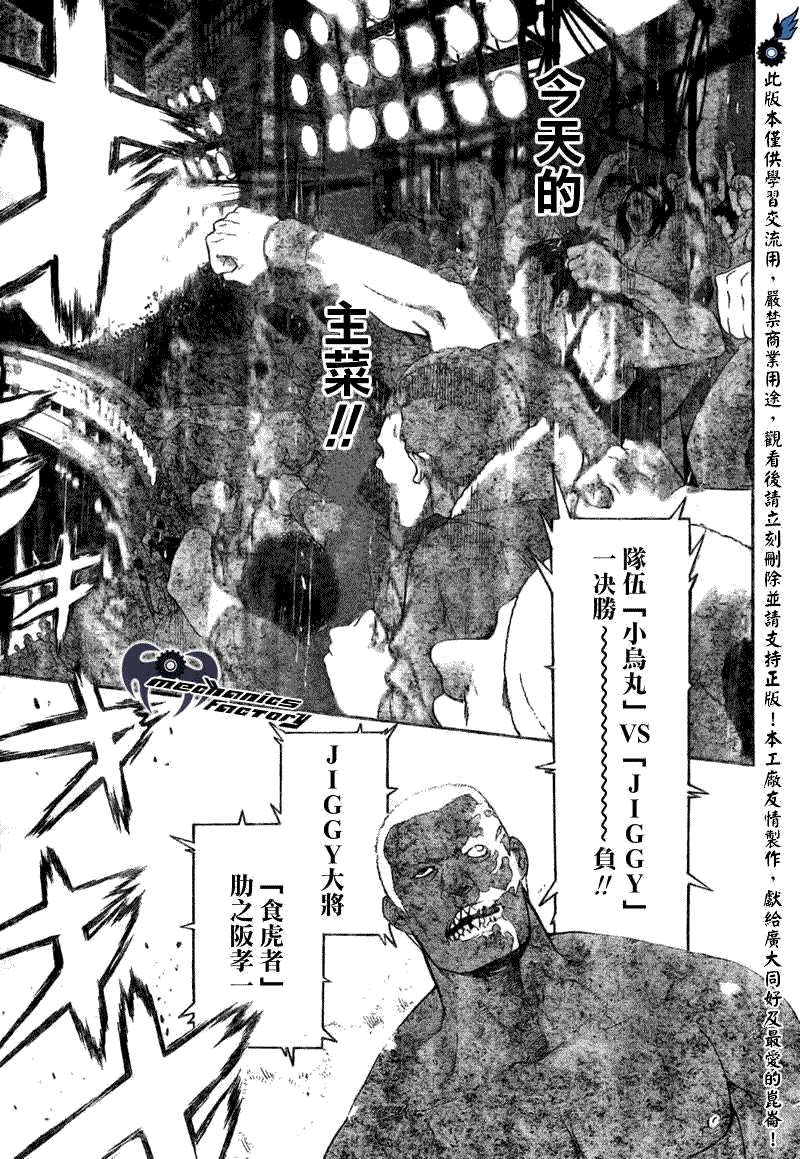 今天的
主菜!!
隊伍『小烏丸』VS『JIGGY』
一決勝～～～～～～～～負!!
JIGGY大將
『食虎者』
肋之阪孝一
mechanics
factory
此版本僅供學習交流用，嚴禁商業用途，觀看後請立刻刪除並請支持正版！本工廠友情製作，獻給廣大同好及最愛的崑崙！